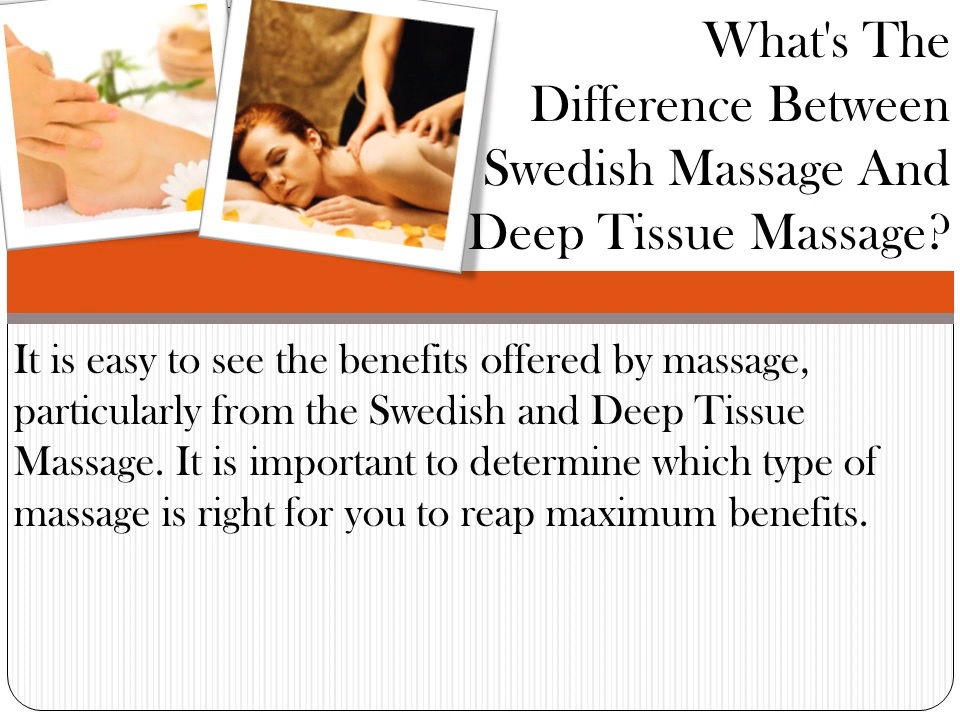 What's The
Difference Between
Swedish Massage And
Deep Tissue Massage?
It is easy to see the benefits offered by massage,
particularly from the Swedish and Deep Tissue
Massage. It is important to determine which type of
massage is right for you to reap maximum benefits.